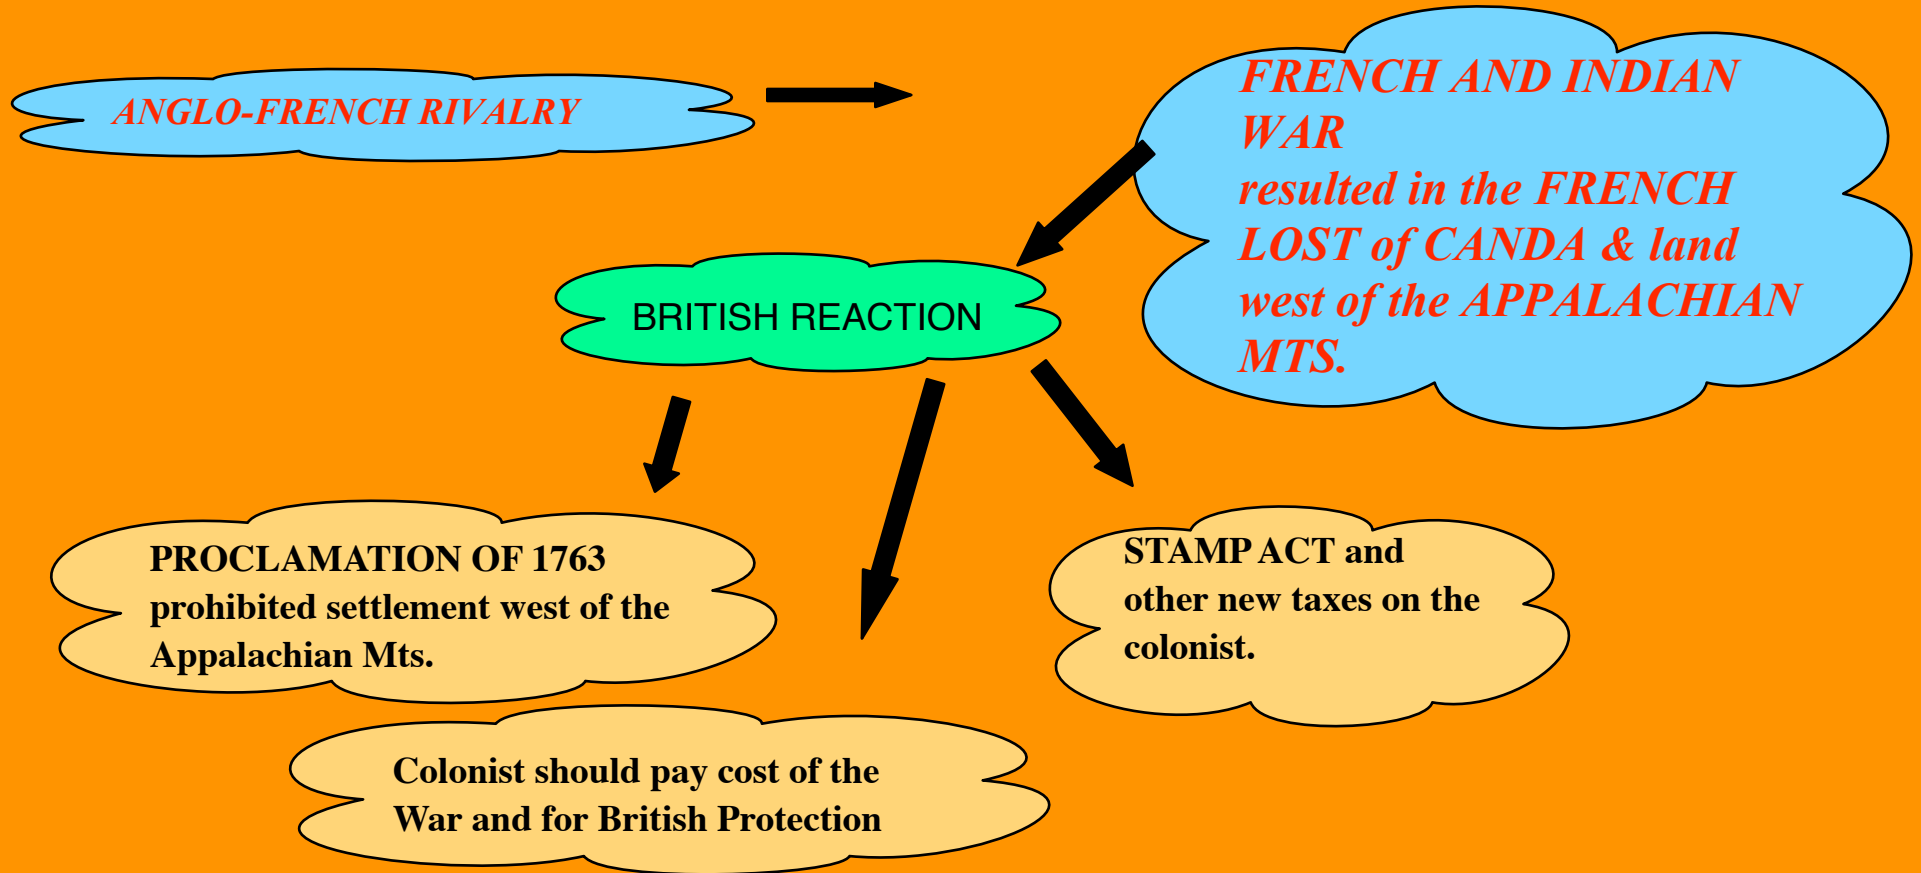 ANGLO-FRENCH RIVALRY
FRENCH AND INDIAN
WAR
resulted in the FRENCH
LOST of CANDA & land
west of the APPALACHIAN
MTS.
BRITISH REACTION
PROCLAMATION OF 1763
prohibited settlement west of the
Appalachian Mts.
STAMP ACT and
other new taxes on the
colonist.
Colonist should pay cost of the
War and for British Protection